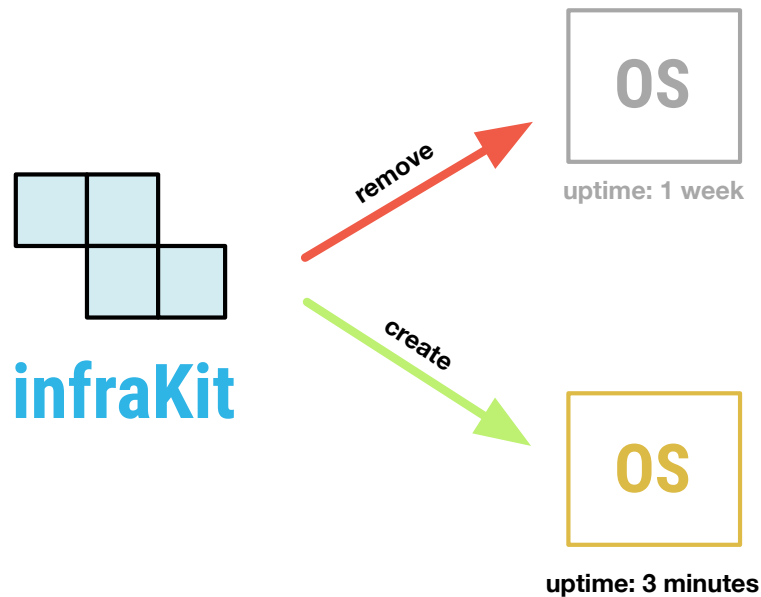 OS
uptime: 1 week
remove
create
infraKit
OS
uptime: 3 minutes